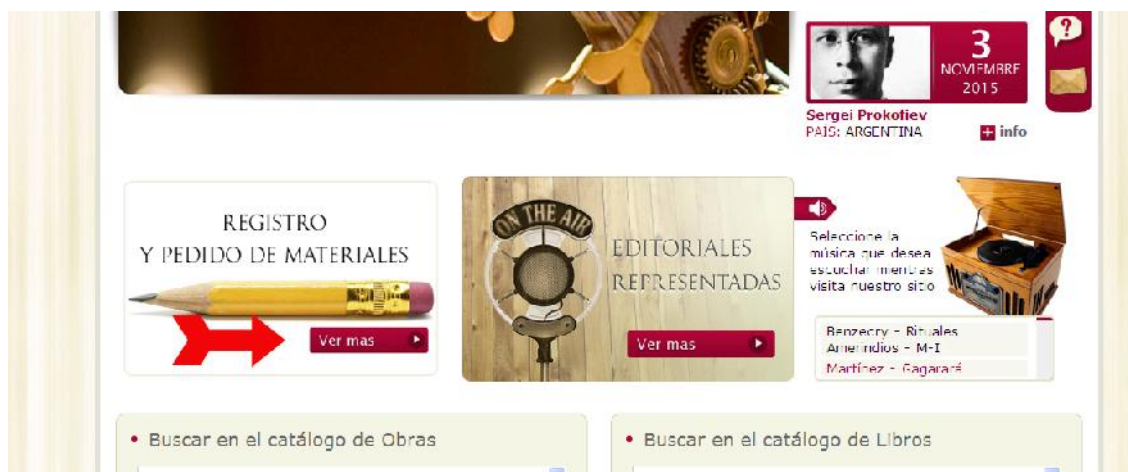 ?
3
NOVIEMBRE
2015
Sergei Prokofiev
PAIS: ARGENTINA
+ info
REGISTRO
Y PEDIDO DE MATERIALES
Ver mas
ON THE AIR
EDITORIALES
REPRESENTADAS
Ver mas
Seleccione la
música que desea
escuchar mientras
visita nuestro sitio
Benzecry - Rituales
Amerindios - M-I
Martínez - Gagarará
• Buscar en el catálogo de Obras
• Buscar en el catálogo de Libros